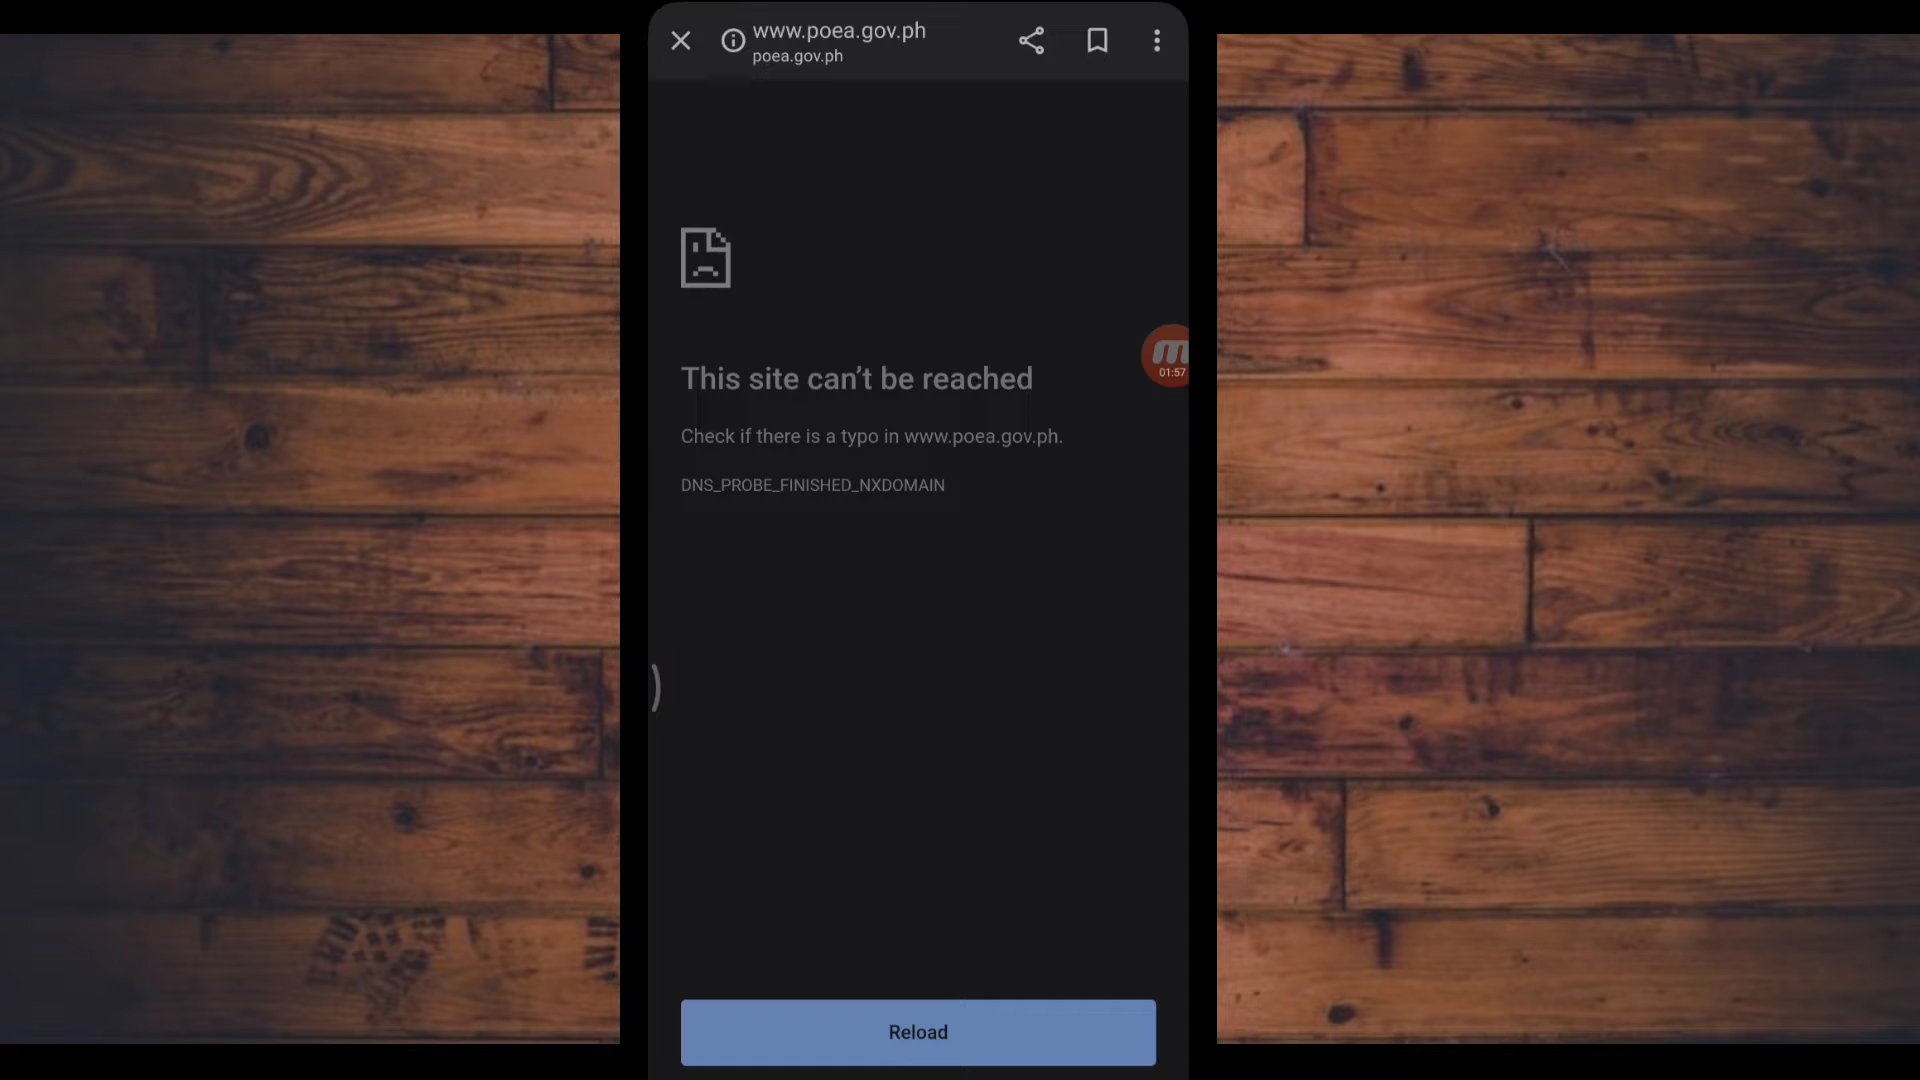 www.poea.gov.ph
poea.gov.ph
01:57
This site can’t be reached
Check if there is a typo in www.poea.gov.ph.
DNS_PROBE_FINISHED_NXDOMAIN
Reload